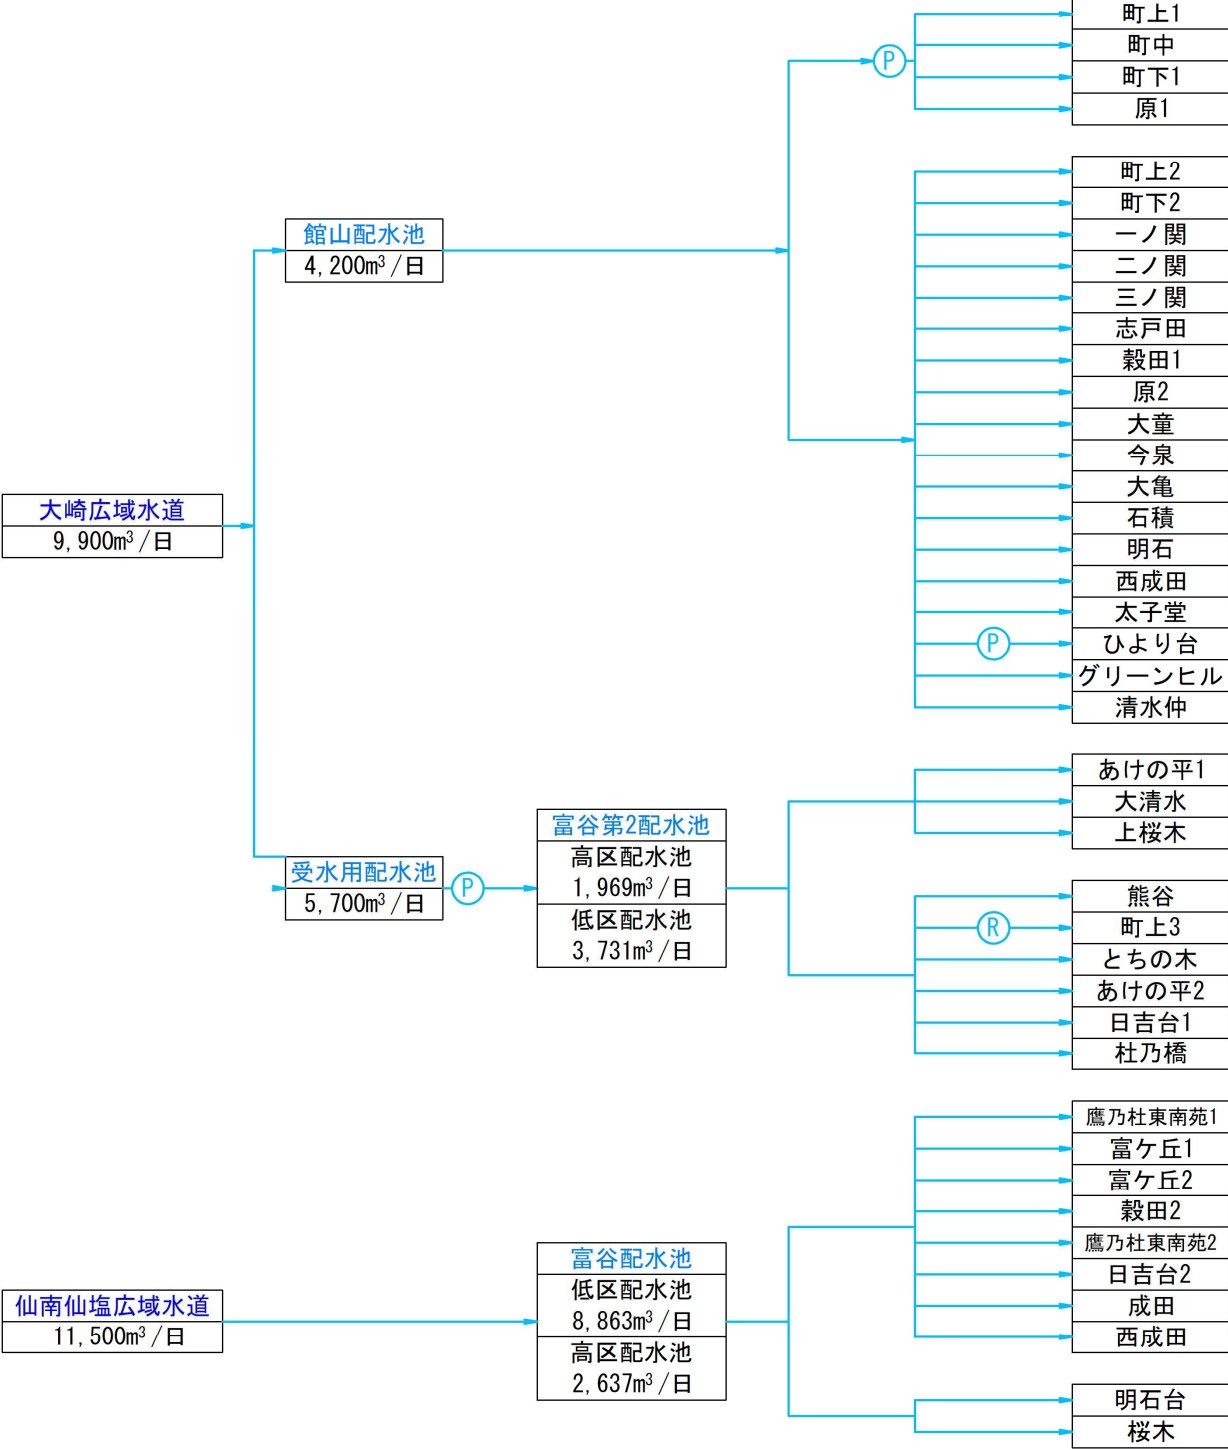 大崎広域水道
9,900m³/日
館山配水池
4,200m³/日
P
町上1
町中
町下1
原1
町上2
町下2
一ノ関
二ノ関
三ノ関
志戸田
穀田1
原2
大童
今泉
大亀
石積
明石
西成田
太子堂
P
ひより台
グリーンヒル
清水仲
受水用配水池
5,700m³/日
P
富谷第2配水池
高区配水池
1,969m³/日
低区配水池
3,731m³/日
あけの平1
大清水
上桜木
熊谷
R
町上3
とちの木
あけの平2
日吉台1
杜乃橋
仙南仙塩広域水道
11,500m³/日
富谷配水池
低区配水池
8,863m³/日
高区配水池
2,637m³/日
鷹乃杜東南苑1
富ケ丘1
富ケ丘2
穀田2
鷹乃杜東南苑2
日吉台2
成田
西成田
明石台
桜木